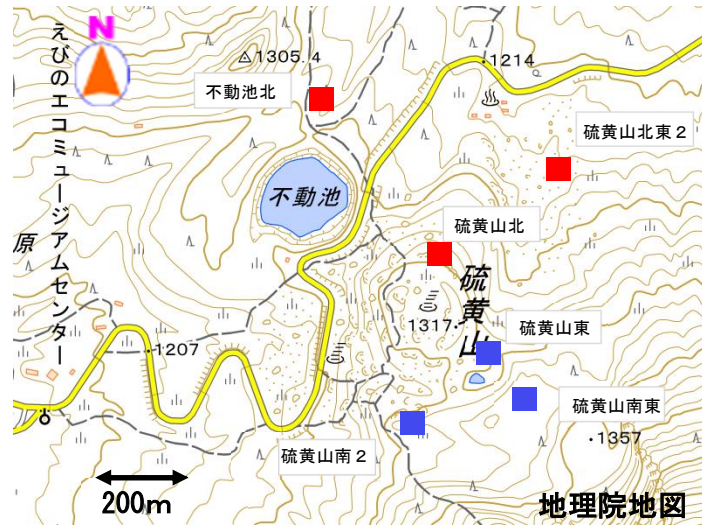 N
えびのエコミュージアムセンター
1305.4
1214
不動池北
硫黄山北東２
不動池
硫黄山北
原
硫黄山
1317
硫黄山東
1207
硫黄山南東
硫黄山南２
1357
200m
地理院地図